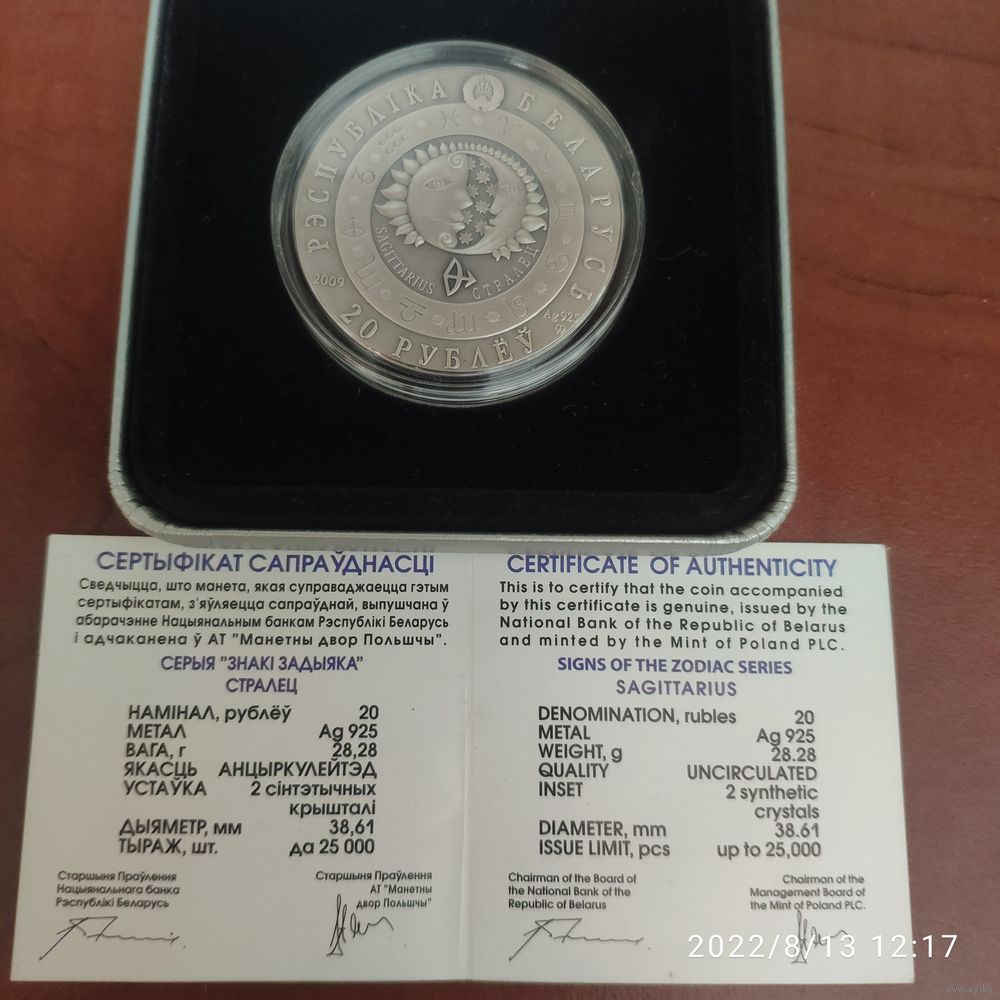 РЭСПУБЛІКА БЕЛАРУСЬ
SAGITTARIUS СТРАЛЕЦ
2009
Ag 925
20 РУБЛЁЎ
СЕРТЫФІКАТ САПРАЎДНАСЦІ
Сведчыцца, што манета, якая суправаджаецца гэтым
сертыфікатам, з'яўляецца сапраўднай, выпушчана ў
абарачэнне Нацыянальным банкам Рэспублікі Беларусь
і адчаканена ў АТ "Манетны двор Польшчы".
СЕРЫЯ "ЗНАКІ ЗАДЫЯКА"
СТРАЛЕЦ
НАМІНАЛ, рублёў 20
МЕТАЛ Ag 925
ВАГА, г 28,28
ЯКАСЦЬ АНЦЫРКУЛЕЙТЭД
УСТАЎКА 2 сінтэтычных
крышталі
ДЫЯМЕТР, мм 38,61
ТЫРАЖ, шт. да 25 000
Старшыня Праўлення
Нацыянальнага банка
Рэспублікі Беларусь
Старшыня Праўлення
АТ "Манетны
двор Польшчы"
CERTIFICATE OF AUTHENTICITY
This is to certify that the coin accompanied
by this certificate is genuine, issued by the
National Bank of the Republic of Belarus
and minted by the Mint of Poland PLC.
SIGNS OF THE ZODIAC SERIES
SAGITTARIUS
DENOMINATION, rubles 20
METAL Ag 925
WEIGHT, g 28.28
QUALITY UNCIRCULATED
INSET 2 synthetic
crystals
DIAMETER, mm 38.61
ISSUE LIMIT, pcs up to 25,000
Chairman of the Board of
the National Bank of the
Republic of Belarus
Chairman of the
Management Board of
the Mint of Poland PLC.
2022/8/13 12:17
www.ay.by